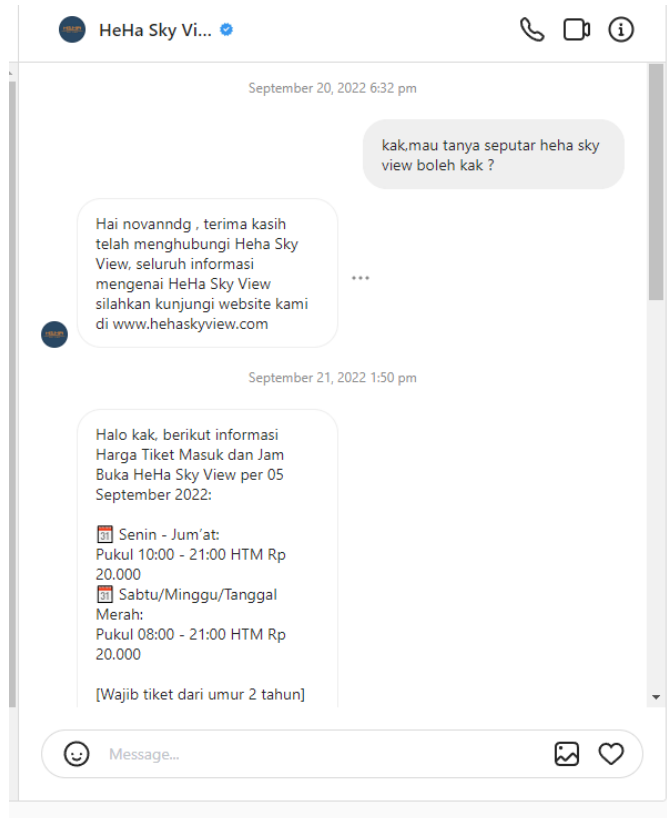 HeHa Sky Vi...
September 20, 2022 6:32 pm
kak,mau tanya seputar heha sky
view boleh kak ?
Hai novanndg , terima kasih
telah menghubungi Heha Sky
View, seluruh informasi
mengenai HeHa Sky View
silahkan kunjungi website kami
di www.hehaskyview.com
September 21, 2022 1:50 pm
Halo kak, berikut informasi
Harga Tiket Masuk dan Jam
Buka HeHa Sky View per 05
September 2022:
📅 Senin - Jum’at:
Pukul 10:00 - 21:00 HTM Rp
20.000
📅 Sabtu/Minggu/Tanggal
Merah:
Pukul 08:00 - 21:00 HTM Rp
20.000
[Wajib tiket dari umur 2 tahun]
Message...